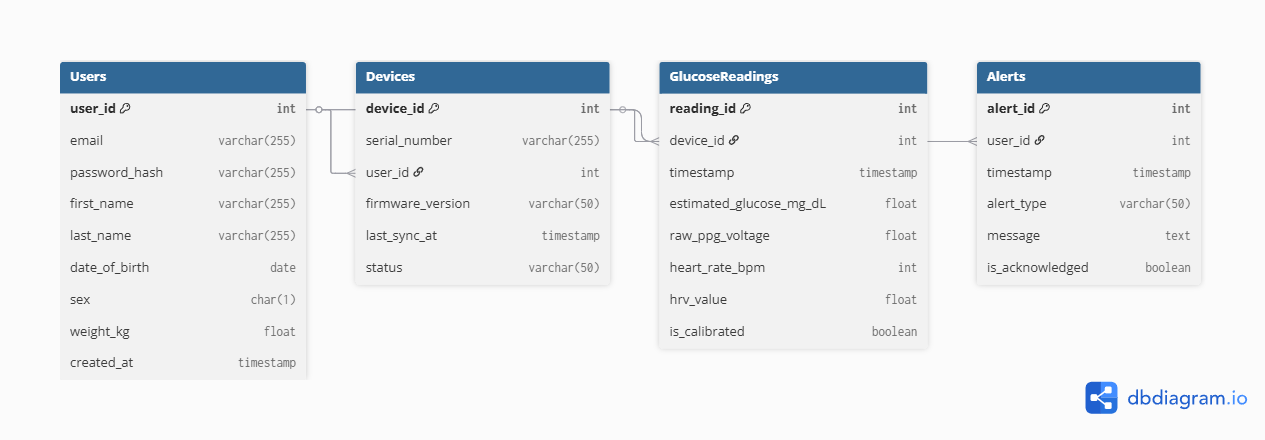 Users
user_id int
email varchar(255)
password_hash varchar(255)
first_name varchar(255)
last_name varchar(255)
date_of_birth date
sex char(1)
weight_kg float
created_at timestamp
Devices
device_id int
serial_number varchar(255)
user_id int
firmware_version varchar(50)
last_sync_at timestamp
status varchar(50)
GlucoseReadings
reading_id int
device_id int
timestamp timestamp
estimated_glucose_mg_dL float
raw_ppg_voltage float
heart_rate_bpm int
hrv_value float
is_calibrated boolean
Alerts
alert_id int
user_id int
timestamp timestamp
alert_type varchar(50)
message text
is_acknowledged boolean
dbdiagram.io